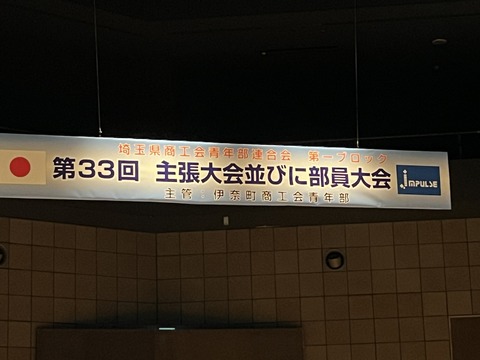 埼玉県商工会青年部連合会　第一ブロック
第33回 主張大会並びに部員大会
主管　伊奈町商工会青年部
IMPULSE